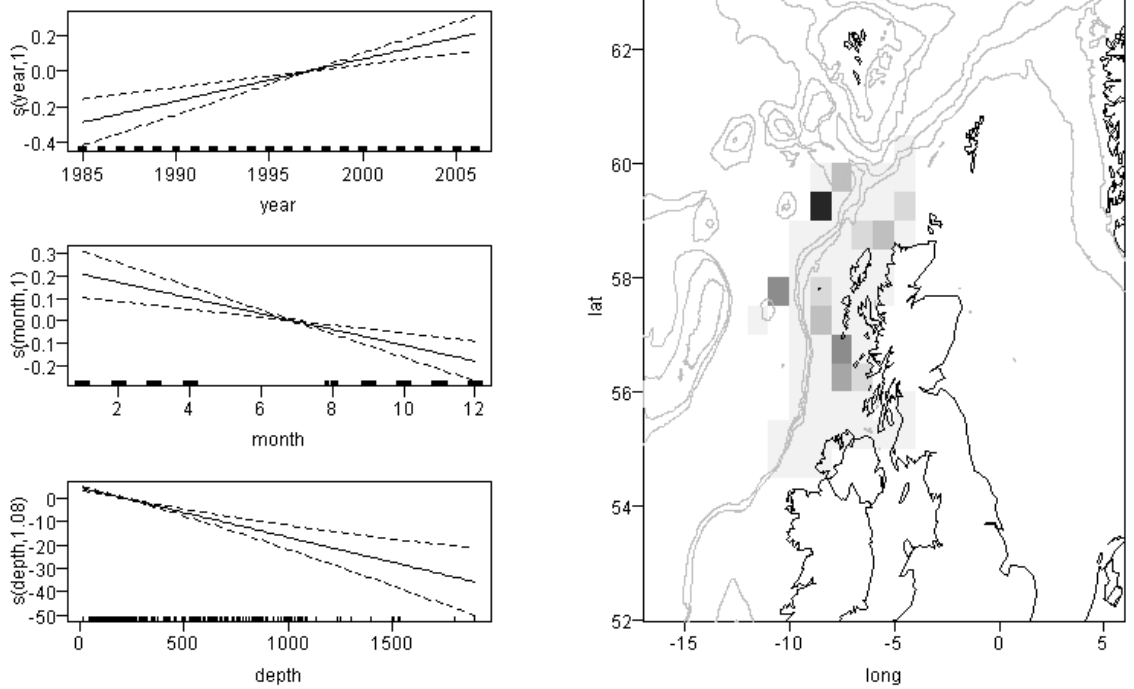 s(year,1)
0.2
0.0
-0.2
-0.4
1985 1990 1995 2000 2005
year
s(month,1)
0.3
0.2
0.1
0.0
-0.1
-0.2
2 4 6 8 10 12
month
s(depth,1.08)
0
-10
-20
-30
-40
-50
0 500 1000 1500
depth
lat
62
60
58
56
54
52
-15 -10 -5 0 5
long